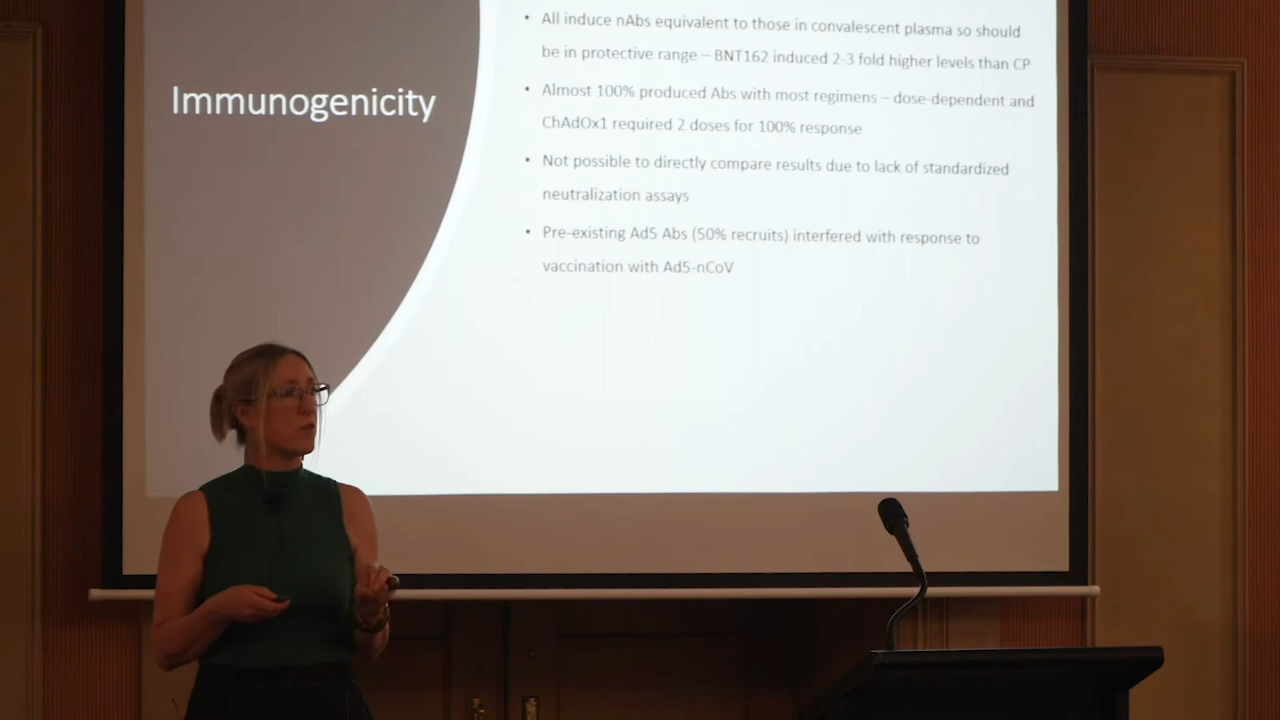 Immunogenicity
• All induce nAbs equivalent to those in convalescent plasma so should
be in protective range – BNT162 induced 2-3 fold higher levels than CP
• Almost 100% produced Abs with most regimens – dose-dependent and
ChAdOx1 required 2 doses for 100% response
• Not possible to directly compare results due to lack of standardized
neutralization assays
• Pre-existing Ad5 Abs (50% recruits) interfered with response to
vaccination with Ad5-nCoV